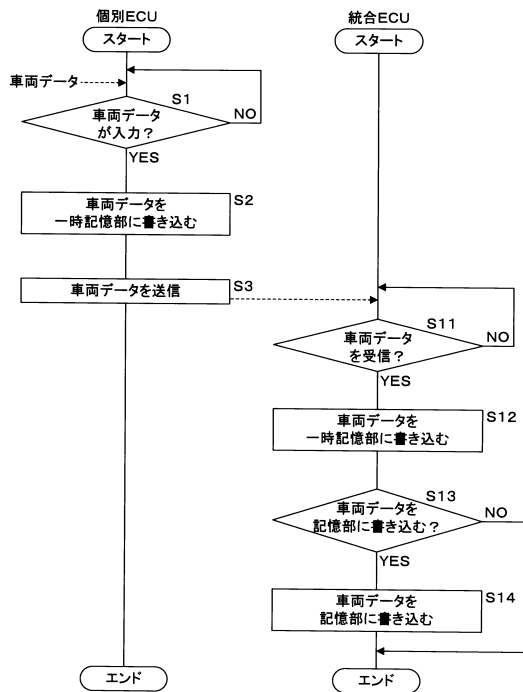 個別ECU
スタート
車両データ
S1
車両データ
が入力？
NO
YES
S2
車両データを
一時記憶部に書き込む
S3
車両データを送信
エンド
統合ECU
スタート
S11
車両データ
を受信？
NO
YES
S12
車両データを
一時記憶部に書き込む
S13
車両データを
記憶部に書き込む？
NO
YES
S14
車両データを
記憶部に書き込む
エンド